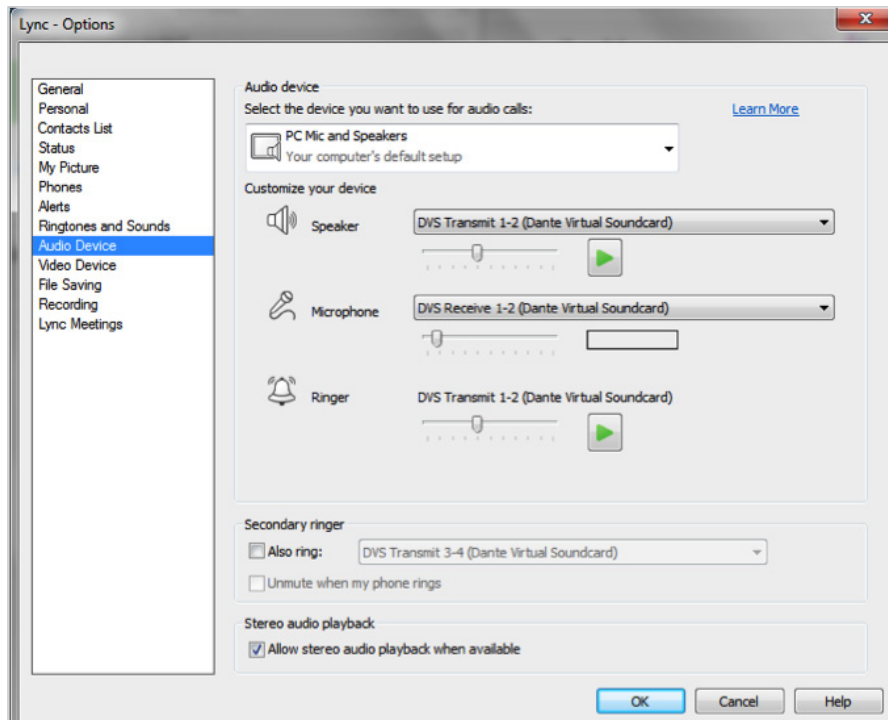 Lync - Options
General
Personal
Contacts List
Status
My Picture
Phones
Alerts
Ringtones and Sounds
Audio Device
Video Device
File Saving
Recording
Lync Meetings
Audio device
Select the device you want to use for audio calls:
Learn More
PC Mic and Speakers
Your computer's default setup
Customize your device
Speaker
DVS Transmit 1-2 (Dante Virtual Soundcard)
Microphone
DVS Receive 1-2 (Dante Virtual Soundcard)
Ringer
DVS Transmit 1-2 (Dante Virtual Soundcard)
Secondary ringer
Also ring:
DVS Transmit 3-4 (Dante Virtual Soundcard)
Unmute when my phone rings
Stereo audio playback
Allow stereo audio playback when available
OK
Cancel
Help